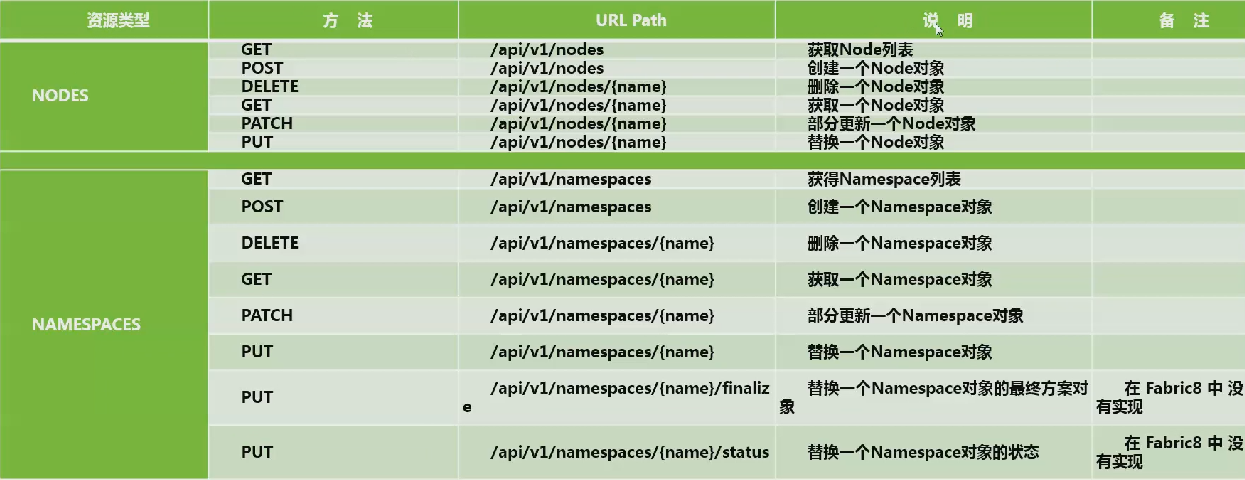 资源类型 方 法 URL Path 说 明 备 注
NODES
GET /api/v1/nodes 获取Node列表
POST /api/v1/nodes 创建一个Node对象
DELETE /api/v1/nodes/{name} 删除一个Node对象
GET /api/v1/nodes/{name} 获取一个Node对象
PATCH /api/v1/nodes/{name} 部分更新一个Node对象
PUT /api/v1/nodes/{name} 替换一个Node对象
NAMESPACES
GET /api/v1/namespaces 获得Namespace列表
POST /api/v1/namespaces 创建一个Namespace对象
DELETE /api/v1/namespaces/{name} 删除一个Namespace对象
GET /api/v1/namespaces/{name} 获取一个Namespace对象
PATCH /api/v1/namespaces/{name} 部分更新一个Namespace对象
PUT /api/v1/namespaces/{name} 替换一个Namespace对象
PUT /api/v1/namespaces/{name}/finaliz
e
替换一个Namespace对象的最终方案对
象
在 Fabric8 中 没
有实现
PUT /api/v1/namespaces/{name}/status 替换一个Namespace对象的状态
在 Fabric8 中 没
有实现